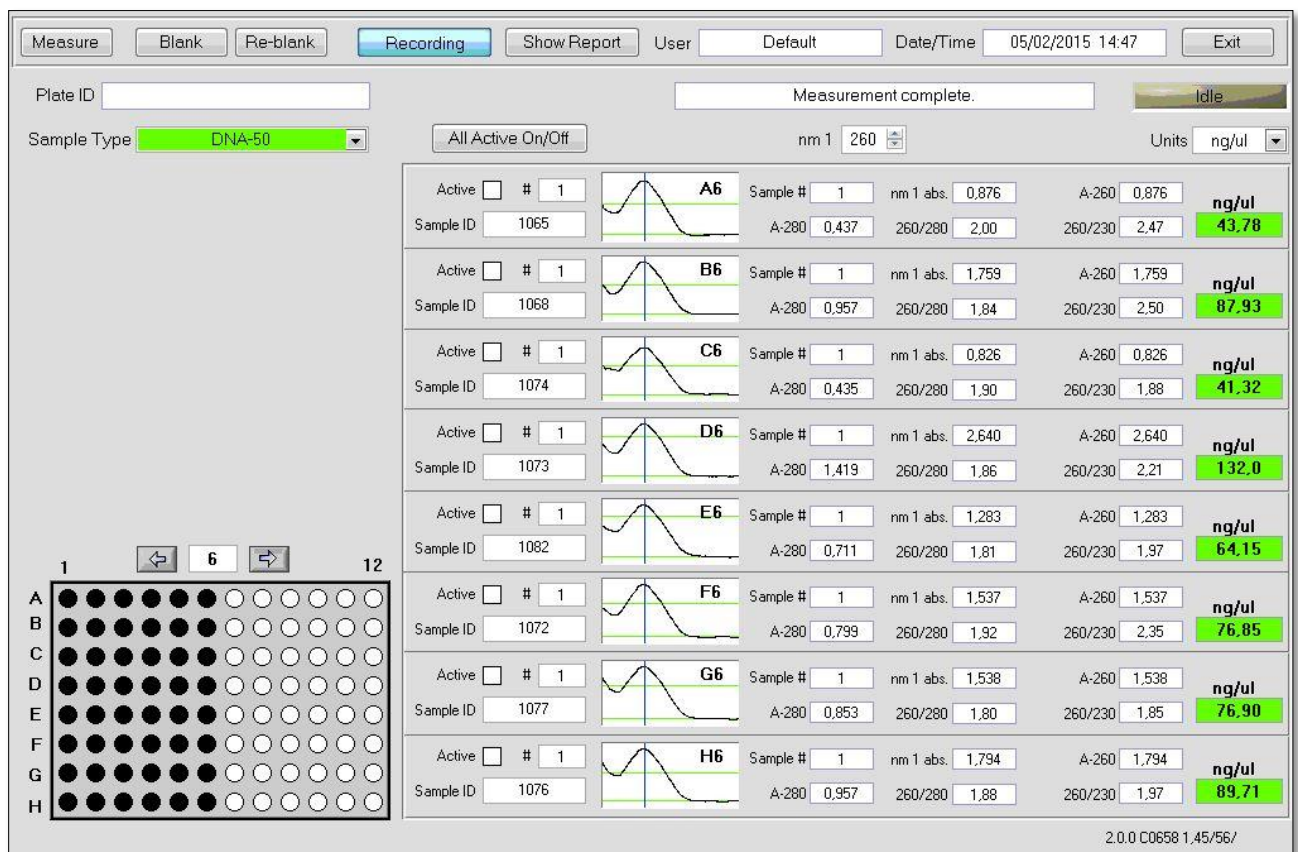 Measure Blank Re-blank Recording Show Report User Default Date/Time 05/02/2015 14:47 Exit
Plate ID Measurement complete. Idle
Sample Type DNA-50 All Active On/Off nm 1 260 Units ng/ul
Active # 1 A6 Sample # 1 nm 1 abs. 0,876 A-260 0,876 ng/ul
Sample ID 1065 A-280 0,437 260/280 2,00 260/230 2,47 43,78
Active # 1 B6 Sample # 1 nm 1 abs. 1,759 A-260 1,759 ng/ul
Sample ID 1068 A-280 0,957 260/280 1,84 260/230 2,50 87,93
Active # 1 C6 Sample # 1 nm 1 abs. 0,826 A-260 0,826 ng/ul
Sample ID 1074 A-280 0,435 260/280 1,90 260/230 1,88 41,32
Active # 1 D6 Sample # 1 nm 1 abs. 2,640 A-260 2,640 ng/ul
Sample ID 1073 A-280 1,419 260/280 1,86 260/230 2,21 132,0
Active # 1 E6 Sample # 1 nm 1 abs. 1,283 A-260 1,283 ng/ul
Sample ID 1082 A-280 0,711 260/280 1,81 260/230 1,97 64,15
Active # 1 F6 Sample # 1 nm 1 abs. 1,537 A-260 1,537 ng/ul
Sample ID 1072 A-280 0,799 260/280 1,92 260/230 2,35 76,85
Active # 1 G6 Sample # 1 nm 1 abs. 1,538 A-260 1,538 ng/ul
Sample ID 1077 A-280 0,853 260/280 1,80 260/230 1,85 76,90
Active # 1 H6 Sample # 1 nm 1 abs. 1,794 A-260 1,794 ng/ul
Sample ID 1076 A-280 0,957 260/280 1,88 260/230 1,97 89,71
1 6 12
A
B
C
D
E
F
G
H
2.0.0 C0658 1,45/56/